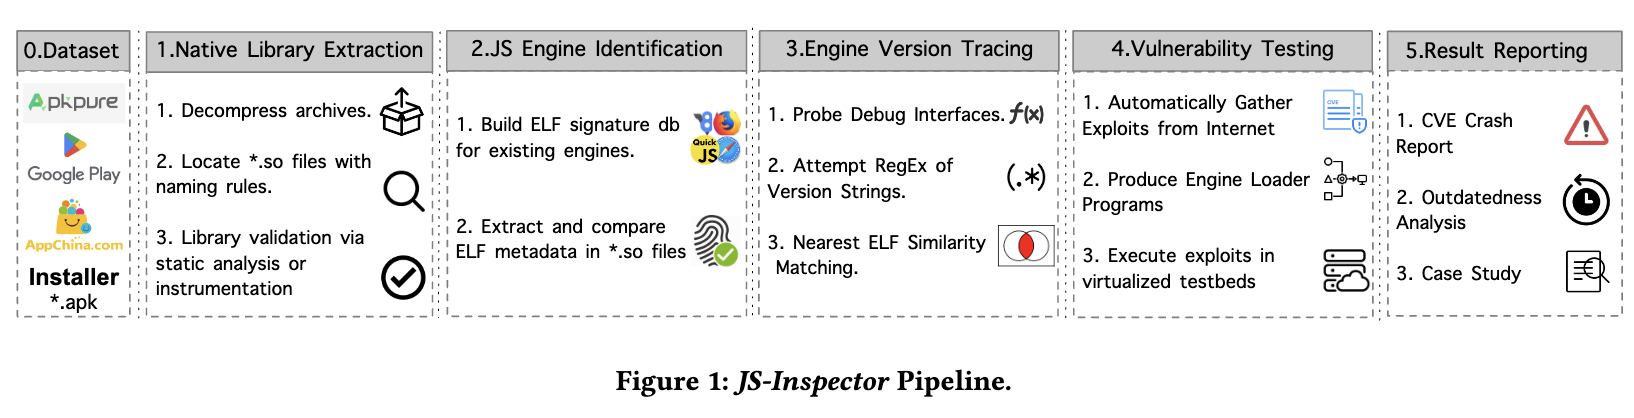 0.Dataset
Apkpure
Google Play
AppChina.com
Installer
*.apk
1.Native Library Extraction
1. Decompress archives.
2. Locate *.so files with
naming rules.
3. Library validation via
static analysis or
instrumentation
2.JS Engine Identification
1. Build ELF signature db
for existing engines.
Quick
JS
2. Extract and compare
ELF metadata in *.so files
3.Engine Version Tracing
1. Probe Debug Interfaces. f(x)
2. Attempt RegEx of
Version Strings.
(.*)
3. Nearest ELF Similarity
Matching.
4.Vulnerability Testing
1. Automatically Gather
Exploits from Internet
CVE
2. Produce Engine Loader
Programs
3. Execute exploits in
virtualized testbeds
5.Result Reporting
1. CVE Crash
Report
2. Outdatedness
Analysis
3. Case Study
Figure 1: JS-Inspector Pipeline.